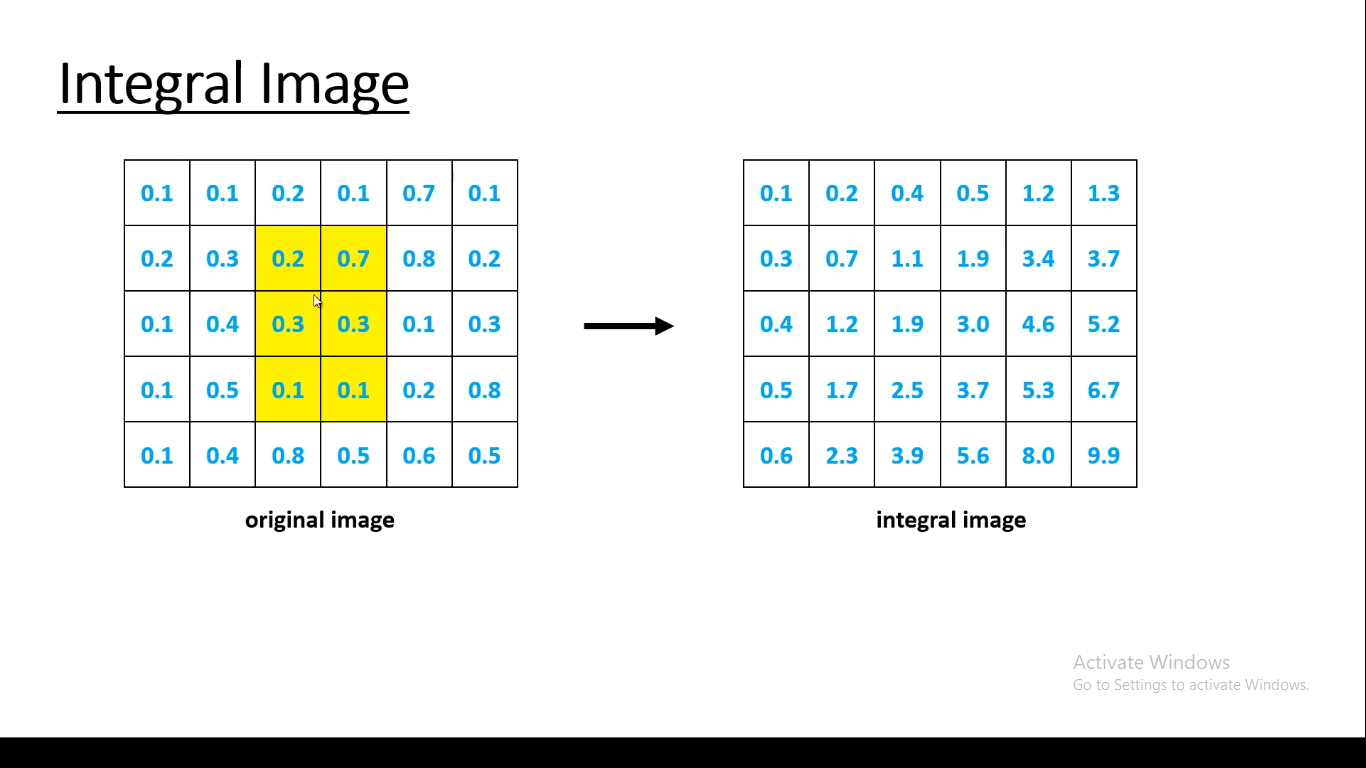 Integral Image
0.1 0.1 0.2 0.1 0.7 0.1
0.2 0.3 0.2 0.7 0.8 0.2
0.1 0.4 0.3 0.3 0.1 0.3
0.1 0.5 0.1 0.1 0.2 0.8
0.1 0.4 0.8 0.5 0.6 0.5
original image
0.1 0.2 0.4 0.5 1.2 1.3
0.3 0.7 1.1 1.9 3.4 3.7
0.4 1.2 1.9 3.0 4.6 5.2
0.5 1.7 2.5 3.7 5.3 6.7
0.6 2.3 3.9 5.6 8.0 9.9
integral image
Activate Windows
Go to Settings to activate Windows.